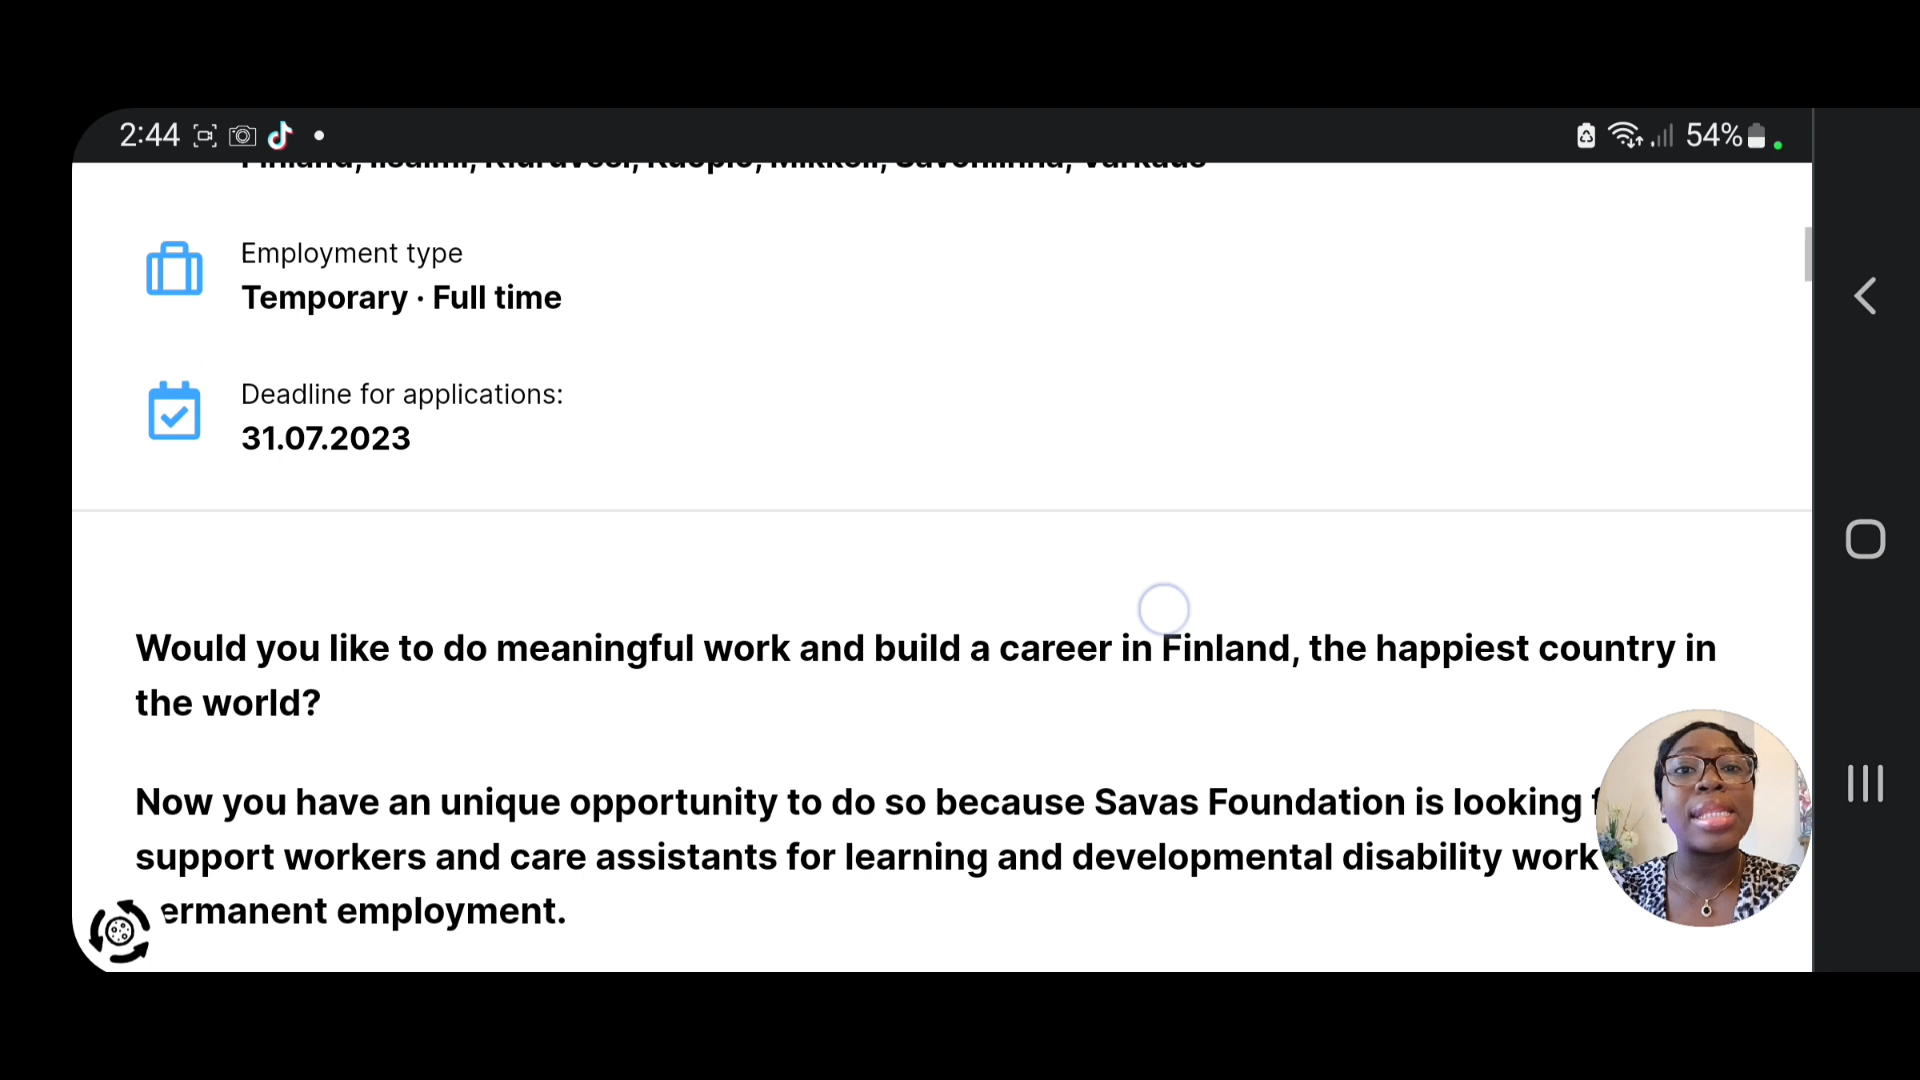 2:44
54%
Employment type
Temporary · Full time
Deadline for applications:
31.07.2023
Would you like to do meaningful work and build a career in Finland, the happiest country in
the world?
Now you have an unique opportunity to do so because Savas Foundation is looking
support workers and care assistants for learning and developmental disability work
ermanent employment.